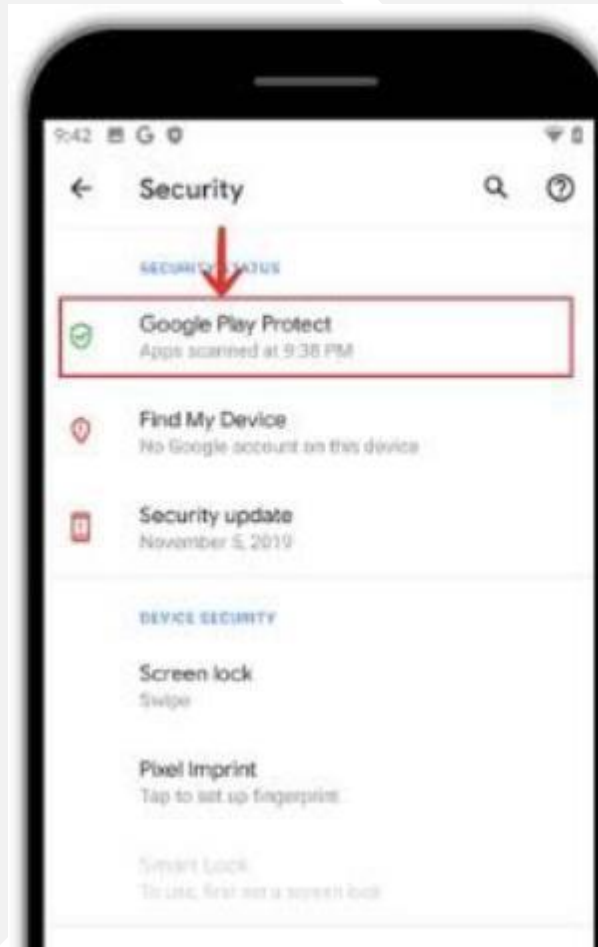 9:42 G
Security
SECURITY STATUS
Google Play Protect
Apps scanned at 9:38 PM
Find My Device
No Google account on this device
Security update
November 5, 2019
DEVICE SECURITY
Screen lock
Swipe
Pixel Imprint
Tap to set up fingerprint
Smart Lock
To use, first set a screen lock